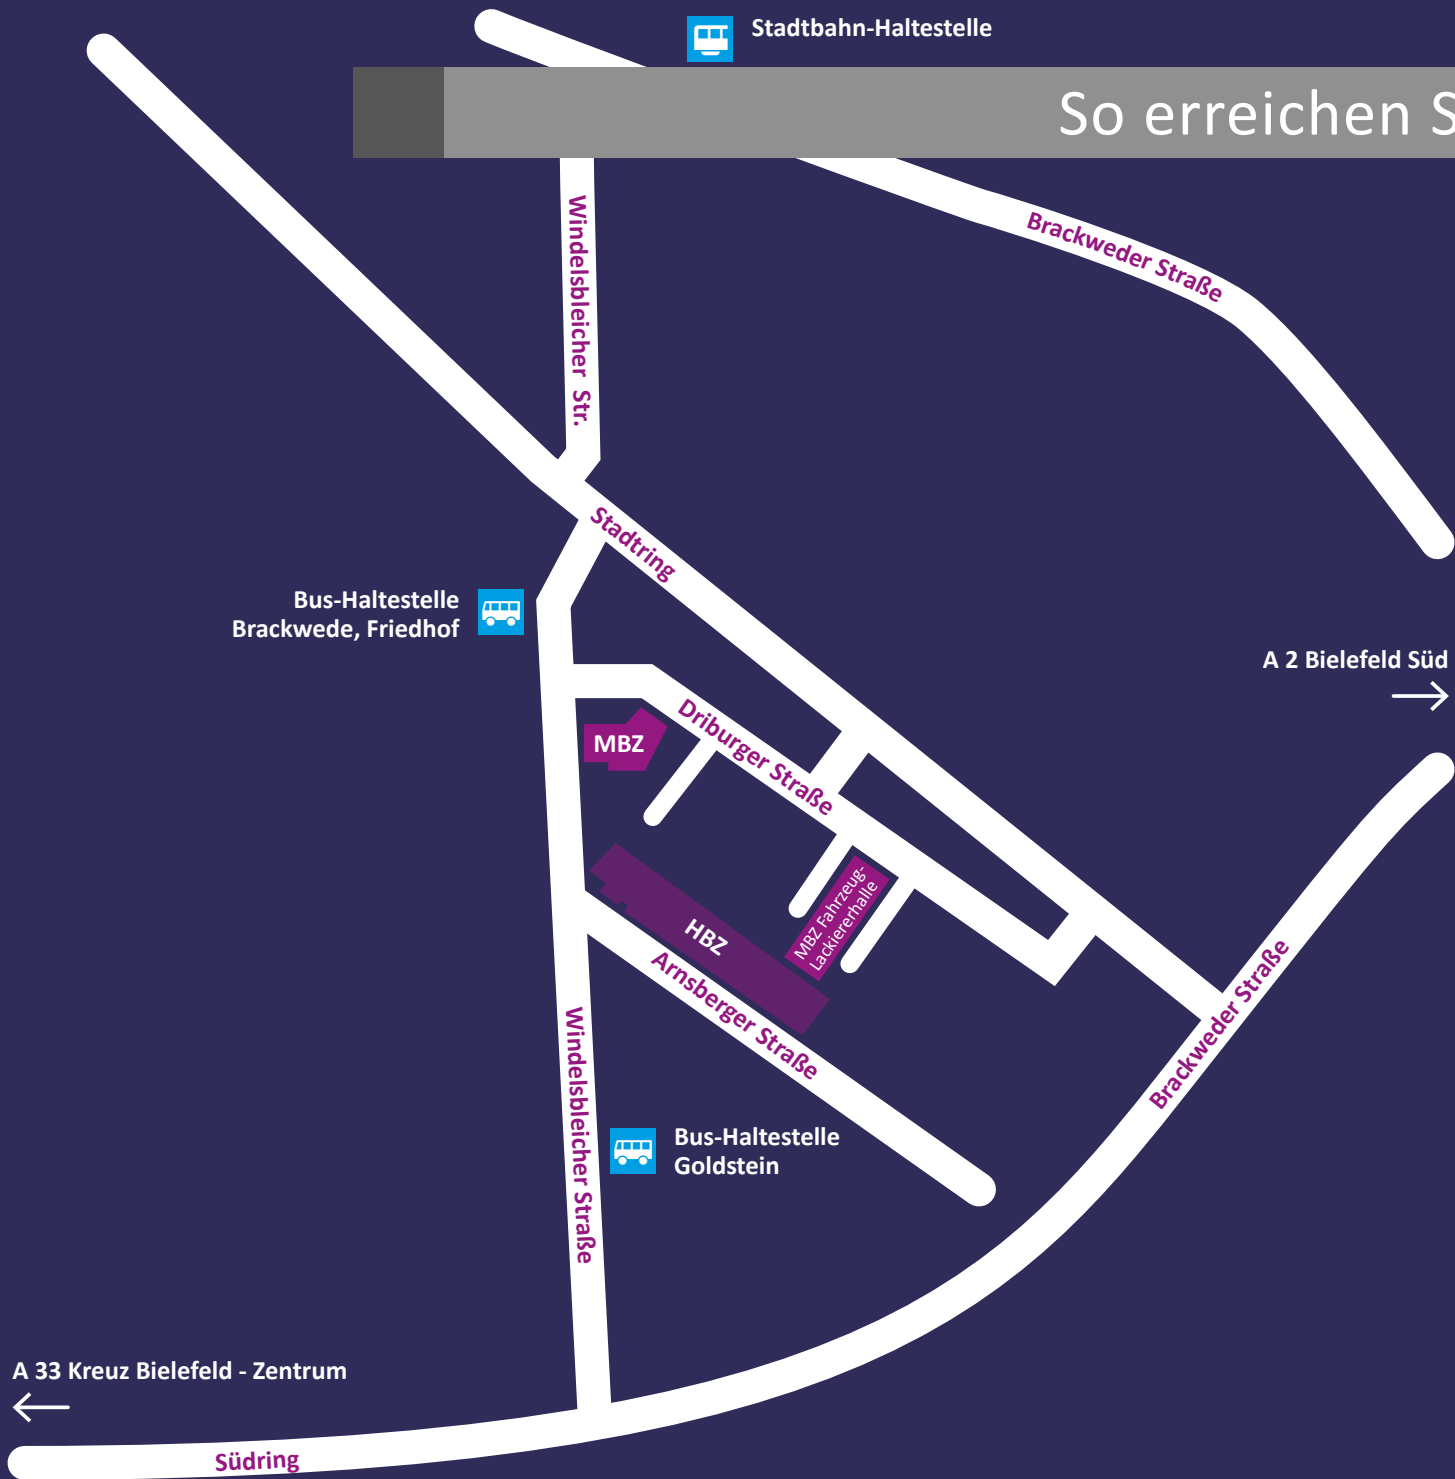 Stadtbahn-Haltestelle
So erreichen S
Windelsbleicher Str.
Brackweder Straße
Stadtring
Bus-Haltestelle
Brackwede, Friedhof
A 2 Bielefeld Süd
MBZ
Driburger Straße
MBZ Fahrzeug-
Lackiererhalle
HBZ
Arnsberger Straße
Brackweder Straße
Windelsbleicher Straße
Bus-Haltestelle
Goldstein
A 33 Kreuz Bielefeld - Zentrum
Südring